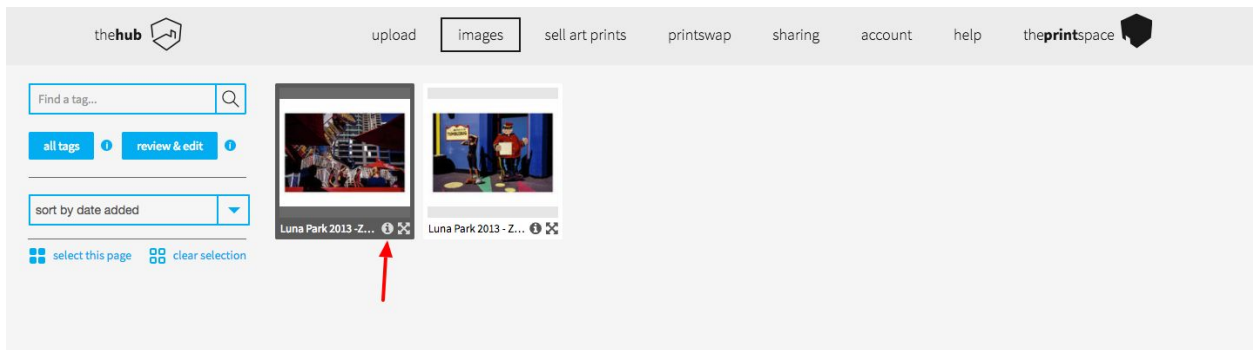 thehub
upload images sell art prints printswap sharing account help theprintspace
Find a tag...
all tags review & edit
sort by date added
select this page clear selection
Luna Park 2013 -Z...
Luna Park 2013 - Z...